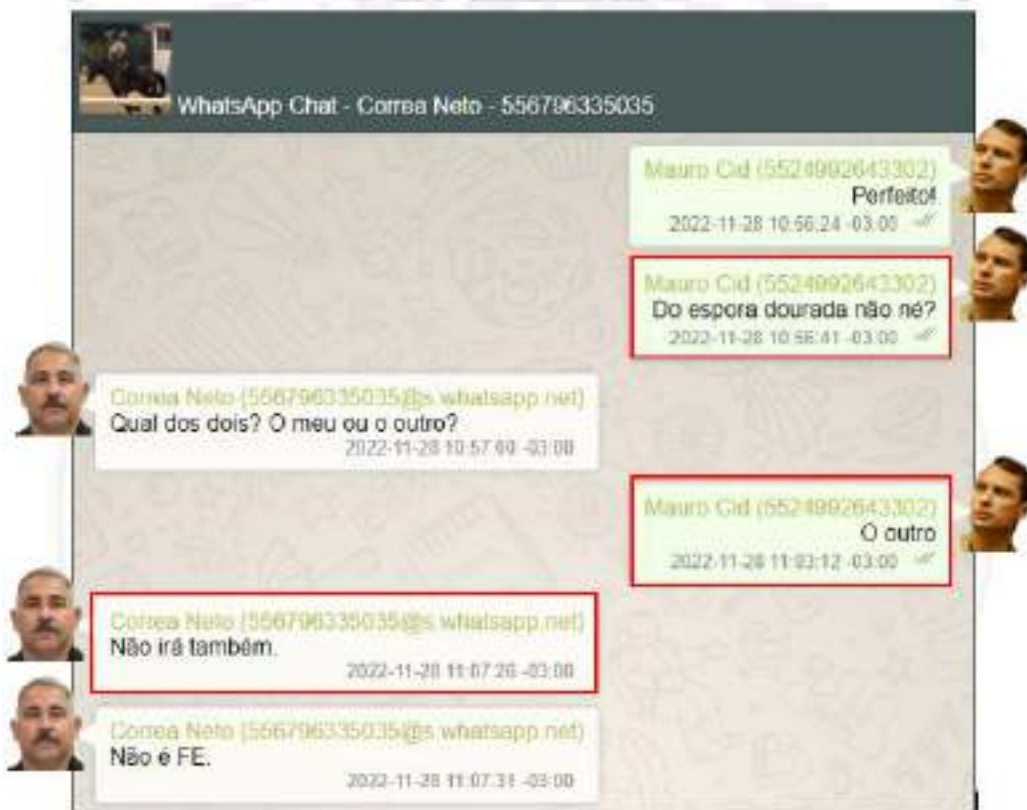 WhatsApp Chat - Correa Neto - 556796335035
Mauro Cid (5524992643302)
Perfeito!
2022-11-28 10:56:24 -03:00
Mauro Cid (5524992643302)
Do espora dourada não né?
2022-11-28 10:56:41 -03:00
Correa Neto (556796335035@s.whatsapp.net)
Qual dos dois? O meu ou o outro?
2022-11-28 10:57:00 -03:00
Mauro Cid (5524992643302)
O outro
2022-11-28 11:03:12 -03:00
Correa Neto (556796335035@s.whatsapp.net)
Não irá também.
2022-11-28 11:07:26 -03:00
Correa Neto (556796335035@s.whatsapp.net)
Não é FE.
2022-11-28 11:07:31 -03:00